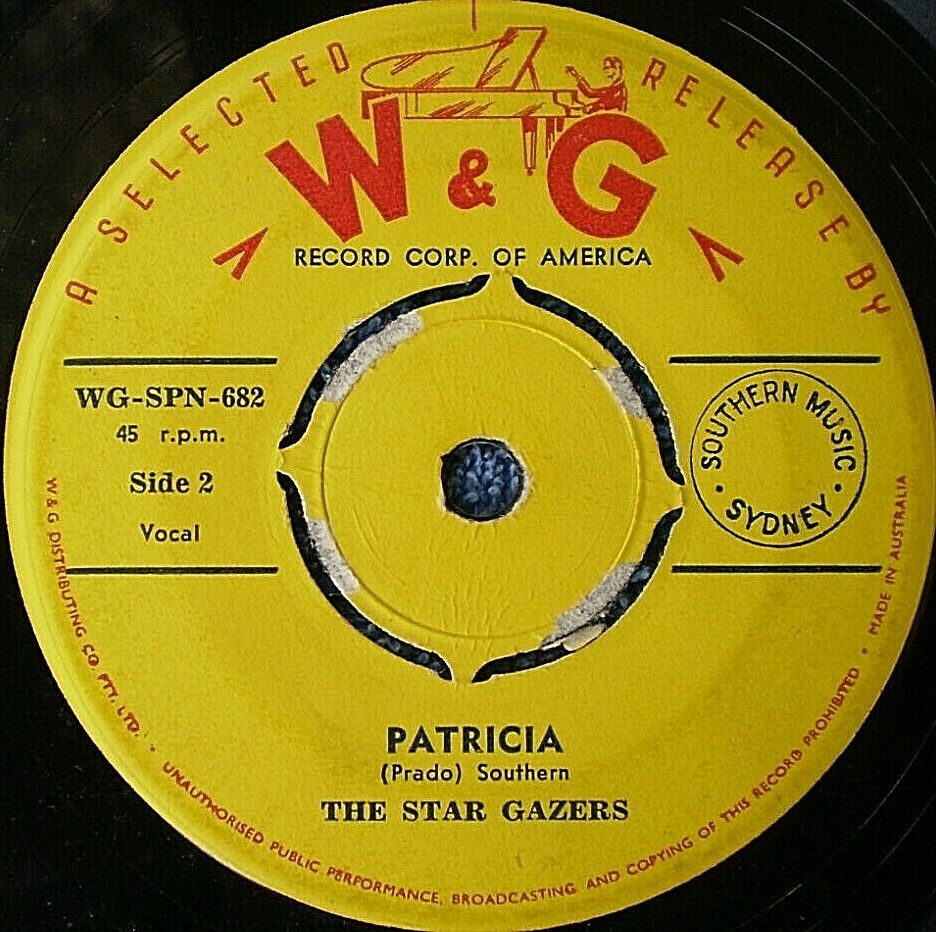 A SELECTED RELEASE BY
W & G
RECORD CORP. OF AMERICA
WG-SPN-682
45 r.p.m.
Side 2
Vocal
SOUTHERN MUSIC
• SYDNEY •
PATRICIA
(Prado) Southern
THE STAR GAZERS
W & G DISTRIBUTING CO. PTY. LTD. • UNAUTHORISED PUBLIC PERFORMANCE, BROADCASTING AND COPYING OF THIS RECORD PROHIBITED • MADE IN AUSTRALIA